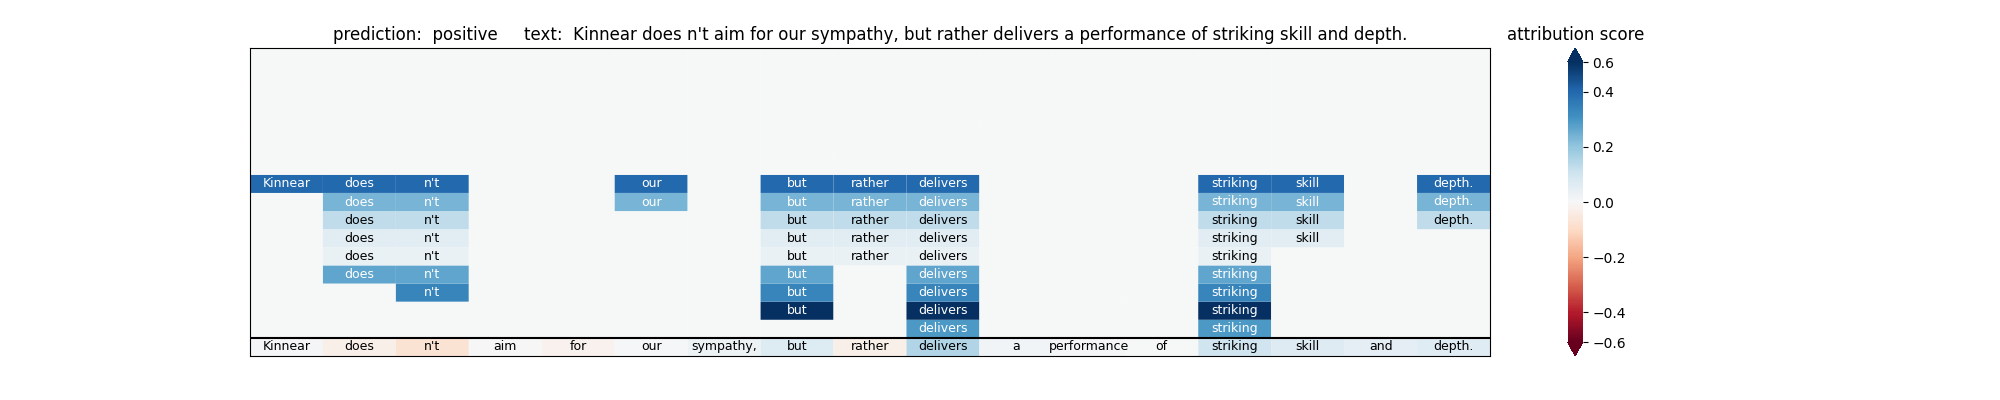 prediction: positive text: Kinnear does n't aim for our sympathy, but rather delivers a performance of striking skill and depth.
attribution score
0.6
0.4
0.2
0.0
−0.2
−0.4
−0.6
Kinnear does n't our but rather delivers striking skill depth.
does n't our but rather delivers striking skill depth.
does n't but rather delivers striking skill depth.
does n't but rather delivers striking skill
does n't but rather delivers striking
does n't but delivers striking
n't but delivers striking
but delivers striking
delivers striking
Kinnear does n't aim for our sympathy, but rather delivers a performance of striking skill and depth.